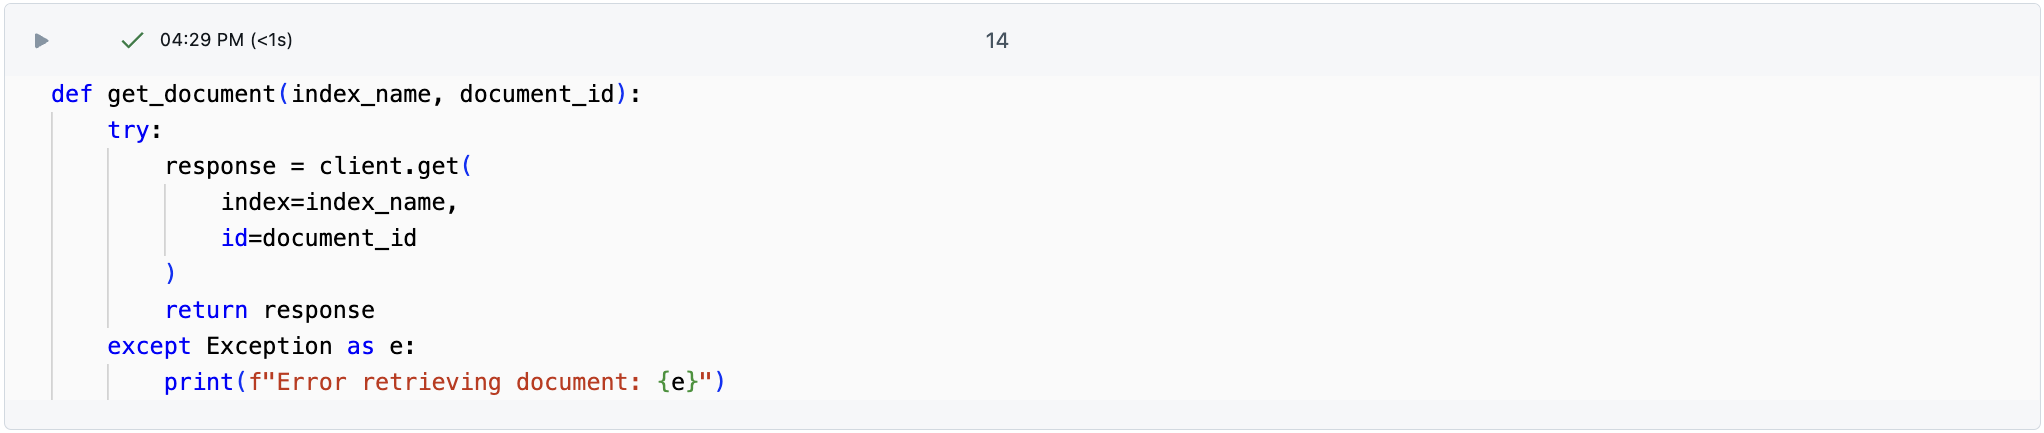 04:29 PM (<1s)
14
def get_document(index_name, document_id):
    try:
        response = client.get(
            index=index_name,
            id=document_id
        )
        return response
    except Exception as e:
        print(f"Error retrieving document: {e}")